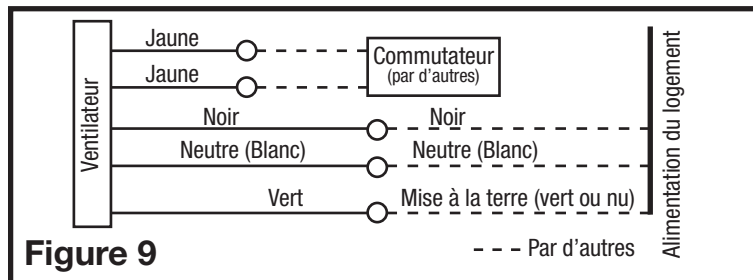 Ventilateur
Jaune
Jaune
Commutateur
(par d'autres)
Noir
Noir
Neutre (Blanc)
Neutre (Blanc)
Vert
Mise à la terre (vert ou nu)
Alimentation du logement
Figure 9
Par d'autres